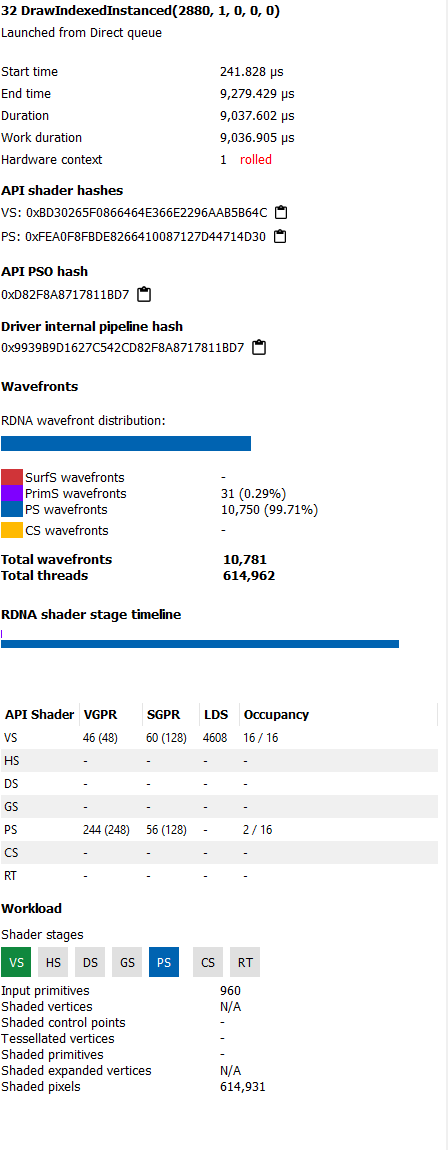 32 DrawIndexedInstanced(2880, 1, 0, 0, 0)
Launched from Direct queue
Start time 241.828 µs
End time 9,279.429 µs
Duration 9,037.602 µs
Work duration 9,036.905 µs
Hardware context 1 rolled
API shader hashes
VS: 0xBD30265F0866464E366E2296AAB5B64C
PS: 0xFEA0F8FBDE8266410087127D44714D30
API PSO hash
0xD82F8A8717811BD7
Driver internal pipeline hash
0x9939B9D1627C542CD82F8A8717811BD7
Wavefronts
RDNA wavefront distribution:
SurfS wavefronts -
PrimS wavefronts 31 (0.29%)
PS wavefronts 10,750 (99.71%)
CS wavefronts -
Total wavefronts 10,781
Total threads 614,962
RDNA shader stage timeline
API Shader VGPR SGPR LDS Occupancy
VS 46 (48) 60 (128) 4608 16 / 16
HS - - - -
DS - - - -
GS - - - -
PS 244 (248) 56 (128) - 2 / 16
CS - - - -
RT - - - -
Workload
Shader stages
VS HS DS GS PS CS RT
Input primitives 960
Shaded vertices N/A
Shaded control points -
Tessellated vertices -
Shaded primitives -
Shaded expanded vertices N/A
Shaded pixels 614,931